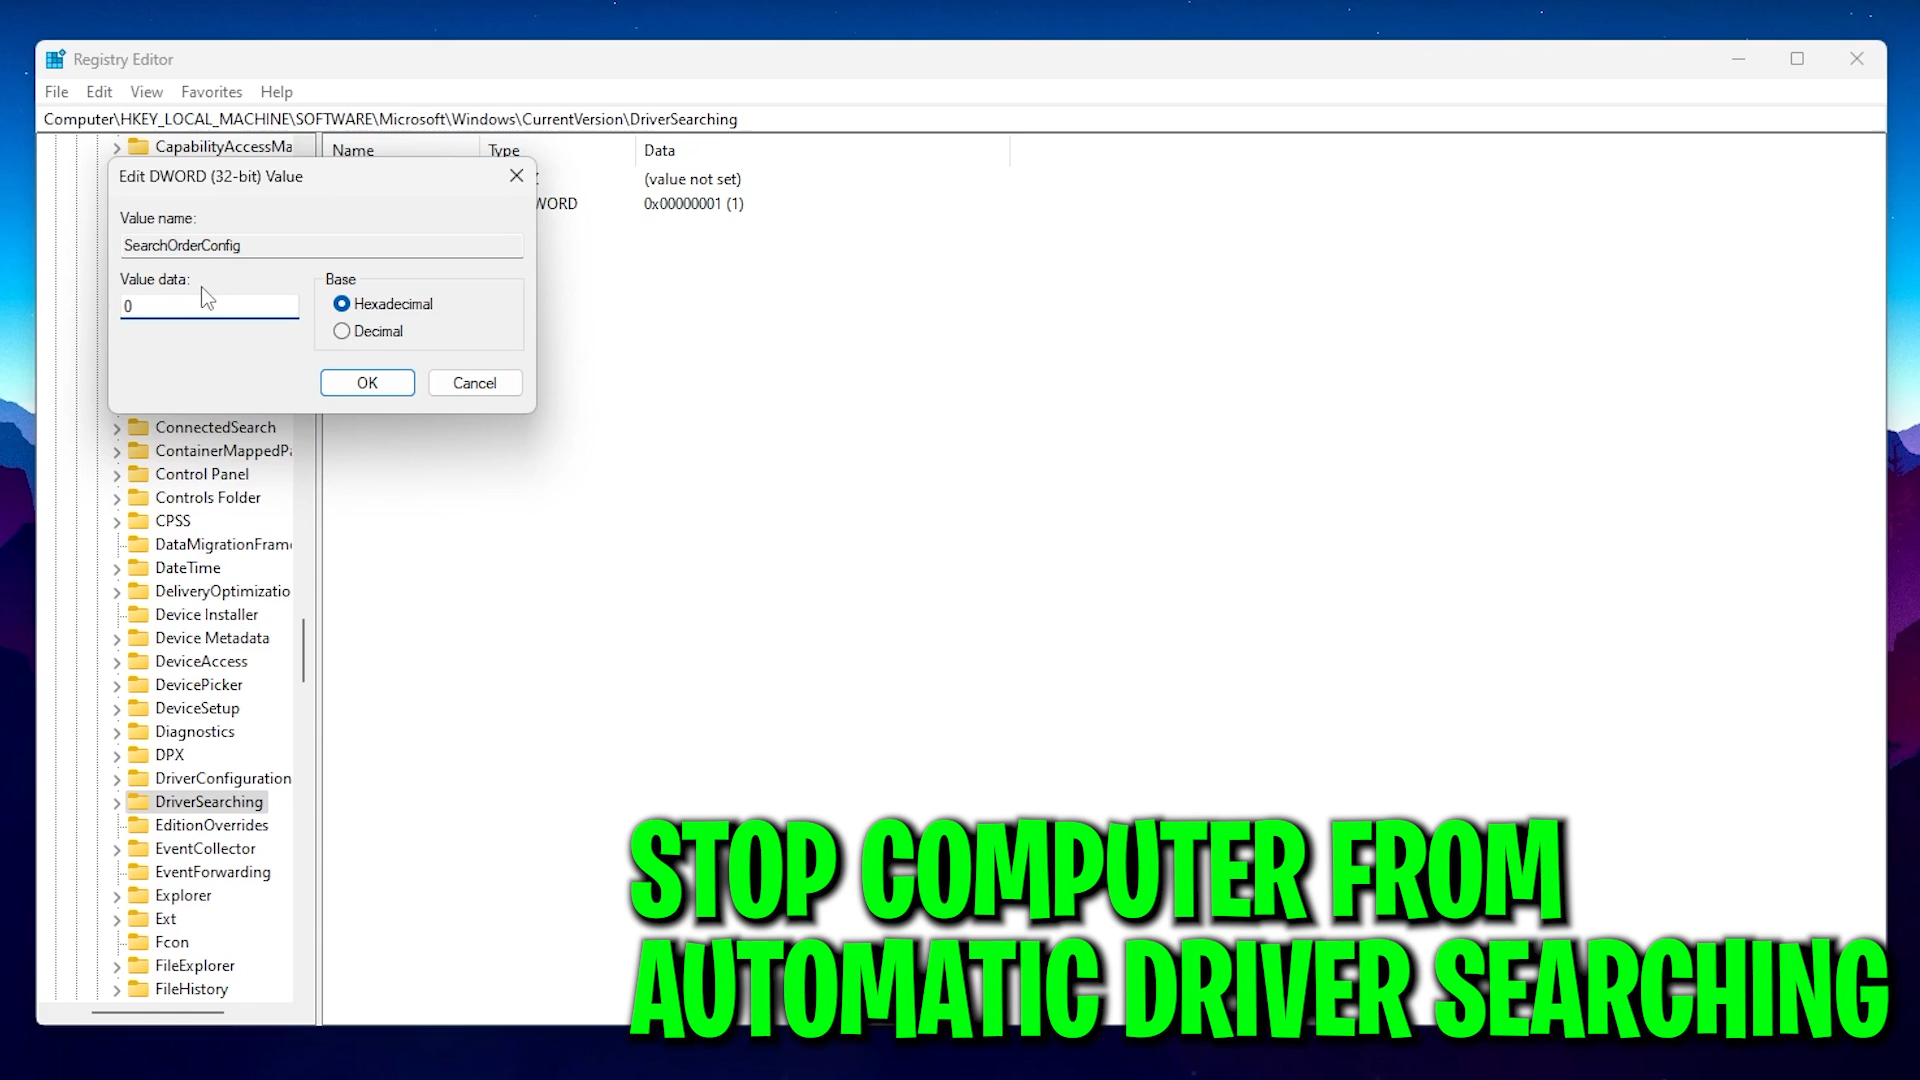 Registry Editor
File Edit View Favorites Help
Computer\HKEY_LOCAL_MACHINE\SOFTWARE\Microsoft\Windows\CurrentVersion\DriverSearching
CapabilityAccessMa
Name Type Data
(value not set)
WORD 0x00000001 (1)
Edit DWORD (32-bit) Value
Value name:
SearchOrderConfig
Value data:
0
Base
Hexadecimal
Decimal
OK Cancel
ConnectedSearch
ContainerMappedPa
Control Panel
Controls Folder
CPSS
DataMigrationFrame
DateTime
DeliveryOptimizatio
Device Installer
Device Metadata
DeviceAccess
DevicePicker
DeviceSetup
Diagnostics
DPX
DriverConfiguration
DriverSearching
EditionOverrides
EventCollector
EventForwarding
Explorer
Ext
Fcon
FileExplorer
FileHistory
STOP COMPUTER FROM
AUTOMATIC DRIVER SEARCHING